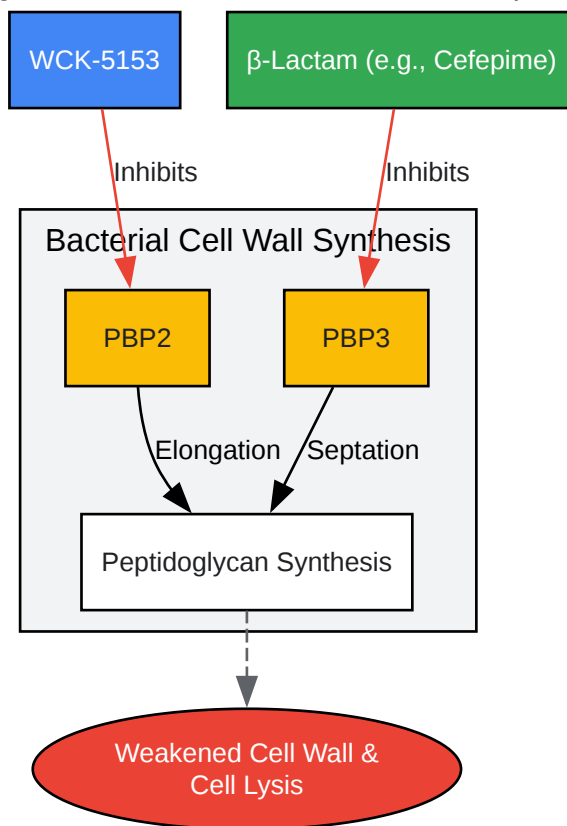 WCK-5153
β-Lactam (e.g., Cefepime)
Inhibits
Inhibits
Bacterial Cell Wall Synthesis
PBP2
PBP3
Elongation
Septation
Peptidoglycan Synthesis
Weakened Cell Wall &
Cell Lysis